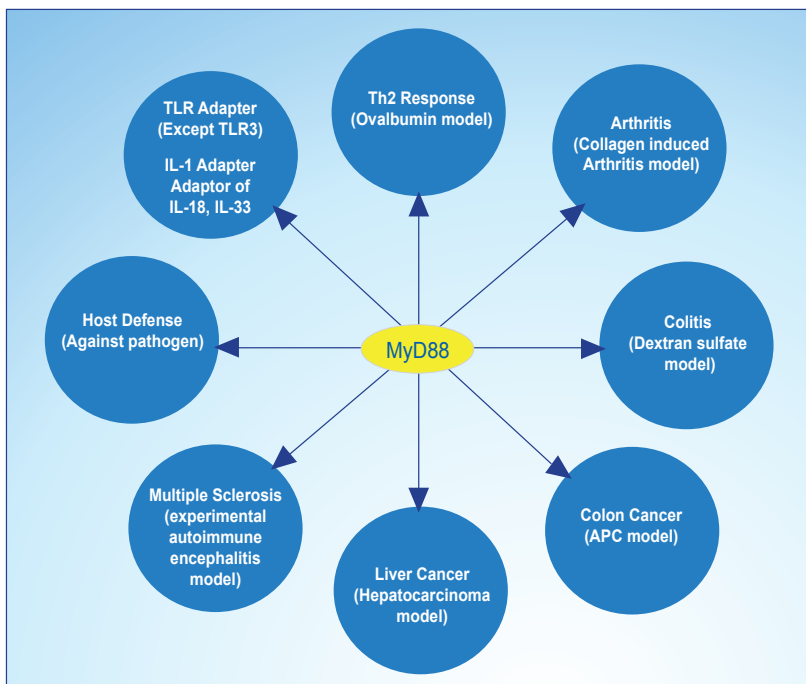 TLR Adapter
(Except TLR3)
IL-1 Adapter
Adaptor of
IL-18, IL-33
Th2 Response
(Ovalbumin model)
Arthritis
(Collagen induced
Arthritis model)
Host Defense
(Against pathogen)
MyD88
Colitis
(Dextran sulfate
model)
Multiple Sclerosis
(experimental
autoimmune
encephalitis
model)
Liver Cancer
(Hepatocarcinoma
model)
Colon Cancer
(APC model)